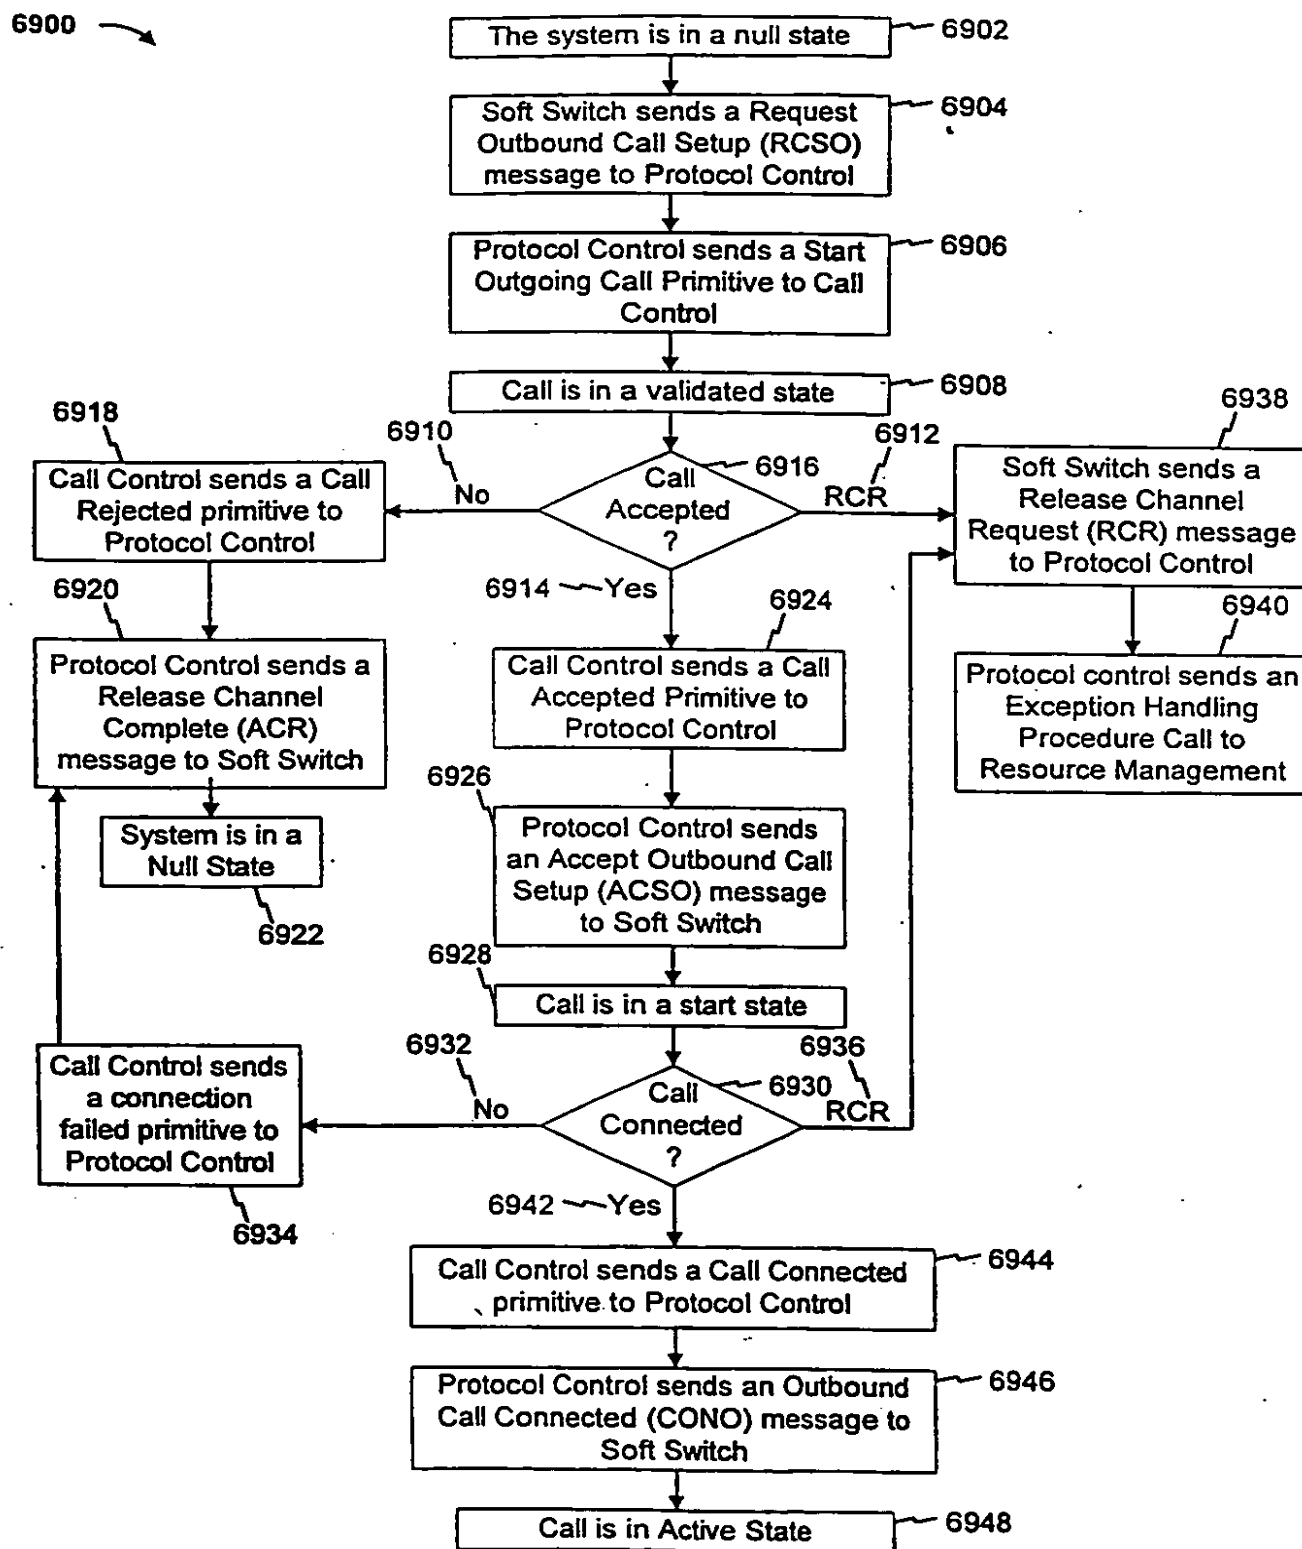 6900
The system is in a null state
6902
Soft Switch sends a Request
Outbound Call Setup (RCSO)
message to Protocol Control
6904
Protocol Control sends a Start
Outgoing Call Primitive to Call
Control
6906
Call is in a validated state
6908
6910
6912
Call
Accepted
?
6916
No
RCR
6914
Yes
6918
Call Control sends a Call
Rejected primitive to
Protocol Control
6938
Soft Switch sends a
Release Channel
Request (RCR) message
to Protocol Control
6920
Protocol Control sends a
Release Channel
Complete (ACR)
message to Soft Switch
6924
Call Control sends a Call
Accepted Primitive to
Protocol Control
6940
Protocol control sends an
Exception Handling
Procedure Call to
Resource Management
System is in a
Null State
6922
6926
Protocol Control sends
an Accept Outbound Call
Setup (ACSO) message
to Soft Switch
6928
Call is in a start state
6932
6936
Call
Connected
?
6930
No
RCR
Call Control sends
a connection
failed primitive to
Protocol Control
6934
6942
Yes
Call Control sends a Call Connected
primitive to Protocol Control
6944
Protocol Control sends an Outbound
Call Connected (CONO) message to
Soft Switch
6946
Call is in Active State
6948